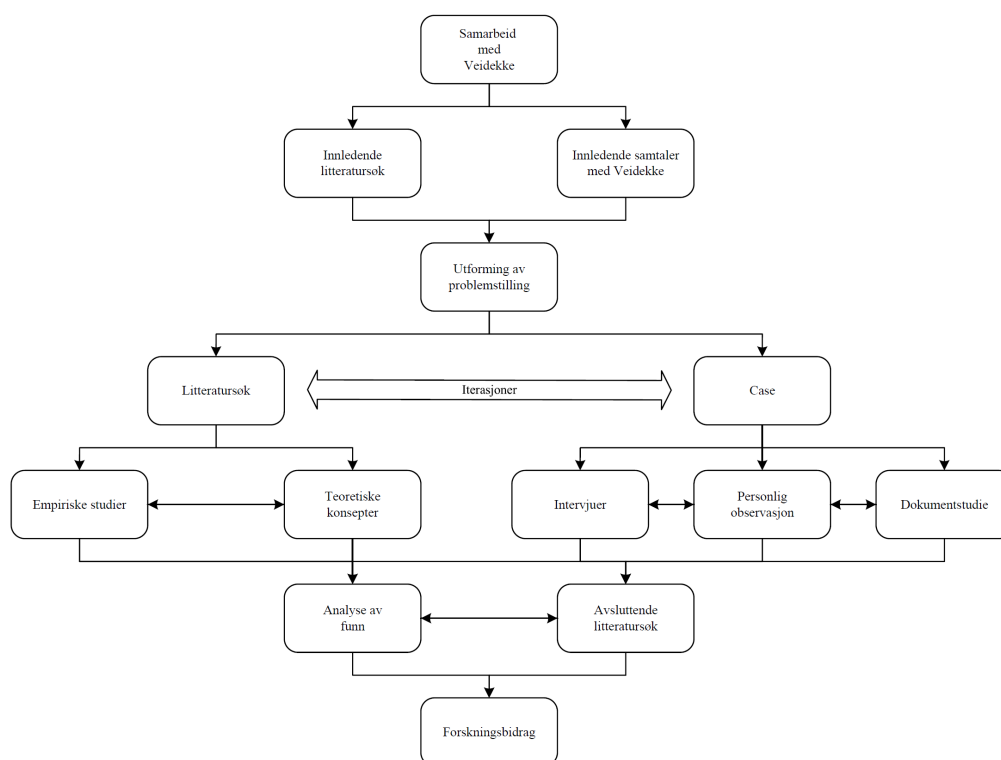 Samarbeid
med
Veidekke
Innledende
litteratursøk
Innledende samtaler
med Veidekke
Utforming av
problemstilling
Litteratursøk
Iterasjoner
Case
Empiriske studier
Teoretiske
konsepter
Intervjuer
Personlig
observasjon
Dokumentstudie
Analyse av
funn
Avsluttende
litteratursøk
Forskningsbidrag